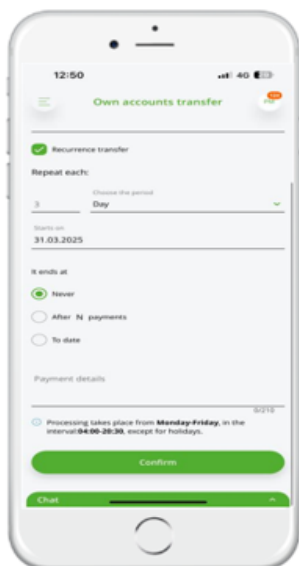 12:50
4G
Own accounts transfer
Recurrence transfer
Repeat each:
Choose the period
3
Day
Starts on
31.03.2025
It ends at
Never
After N payments
To date
Payment details
0/210
Processing takes place from Monday-Friday, in the
interval:04:00-20:30, except for holidays.
Confirm
Chat